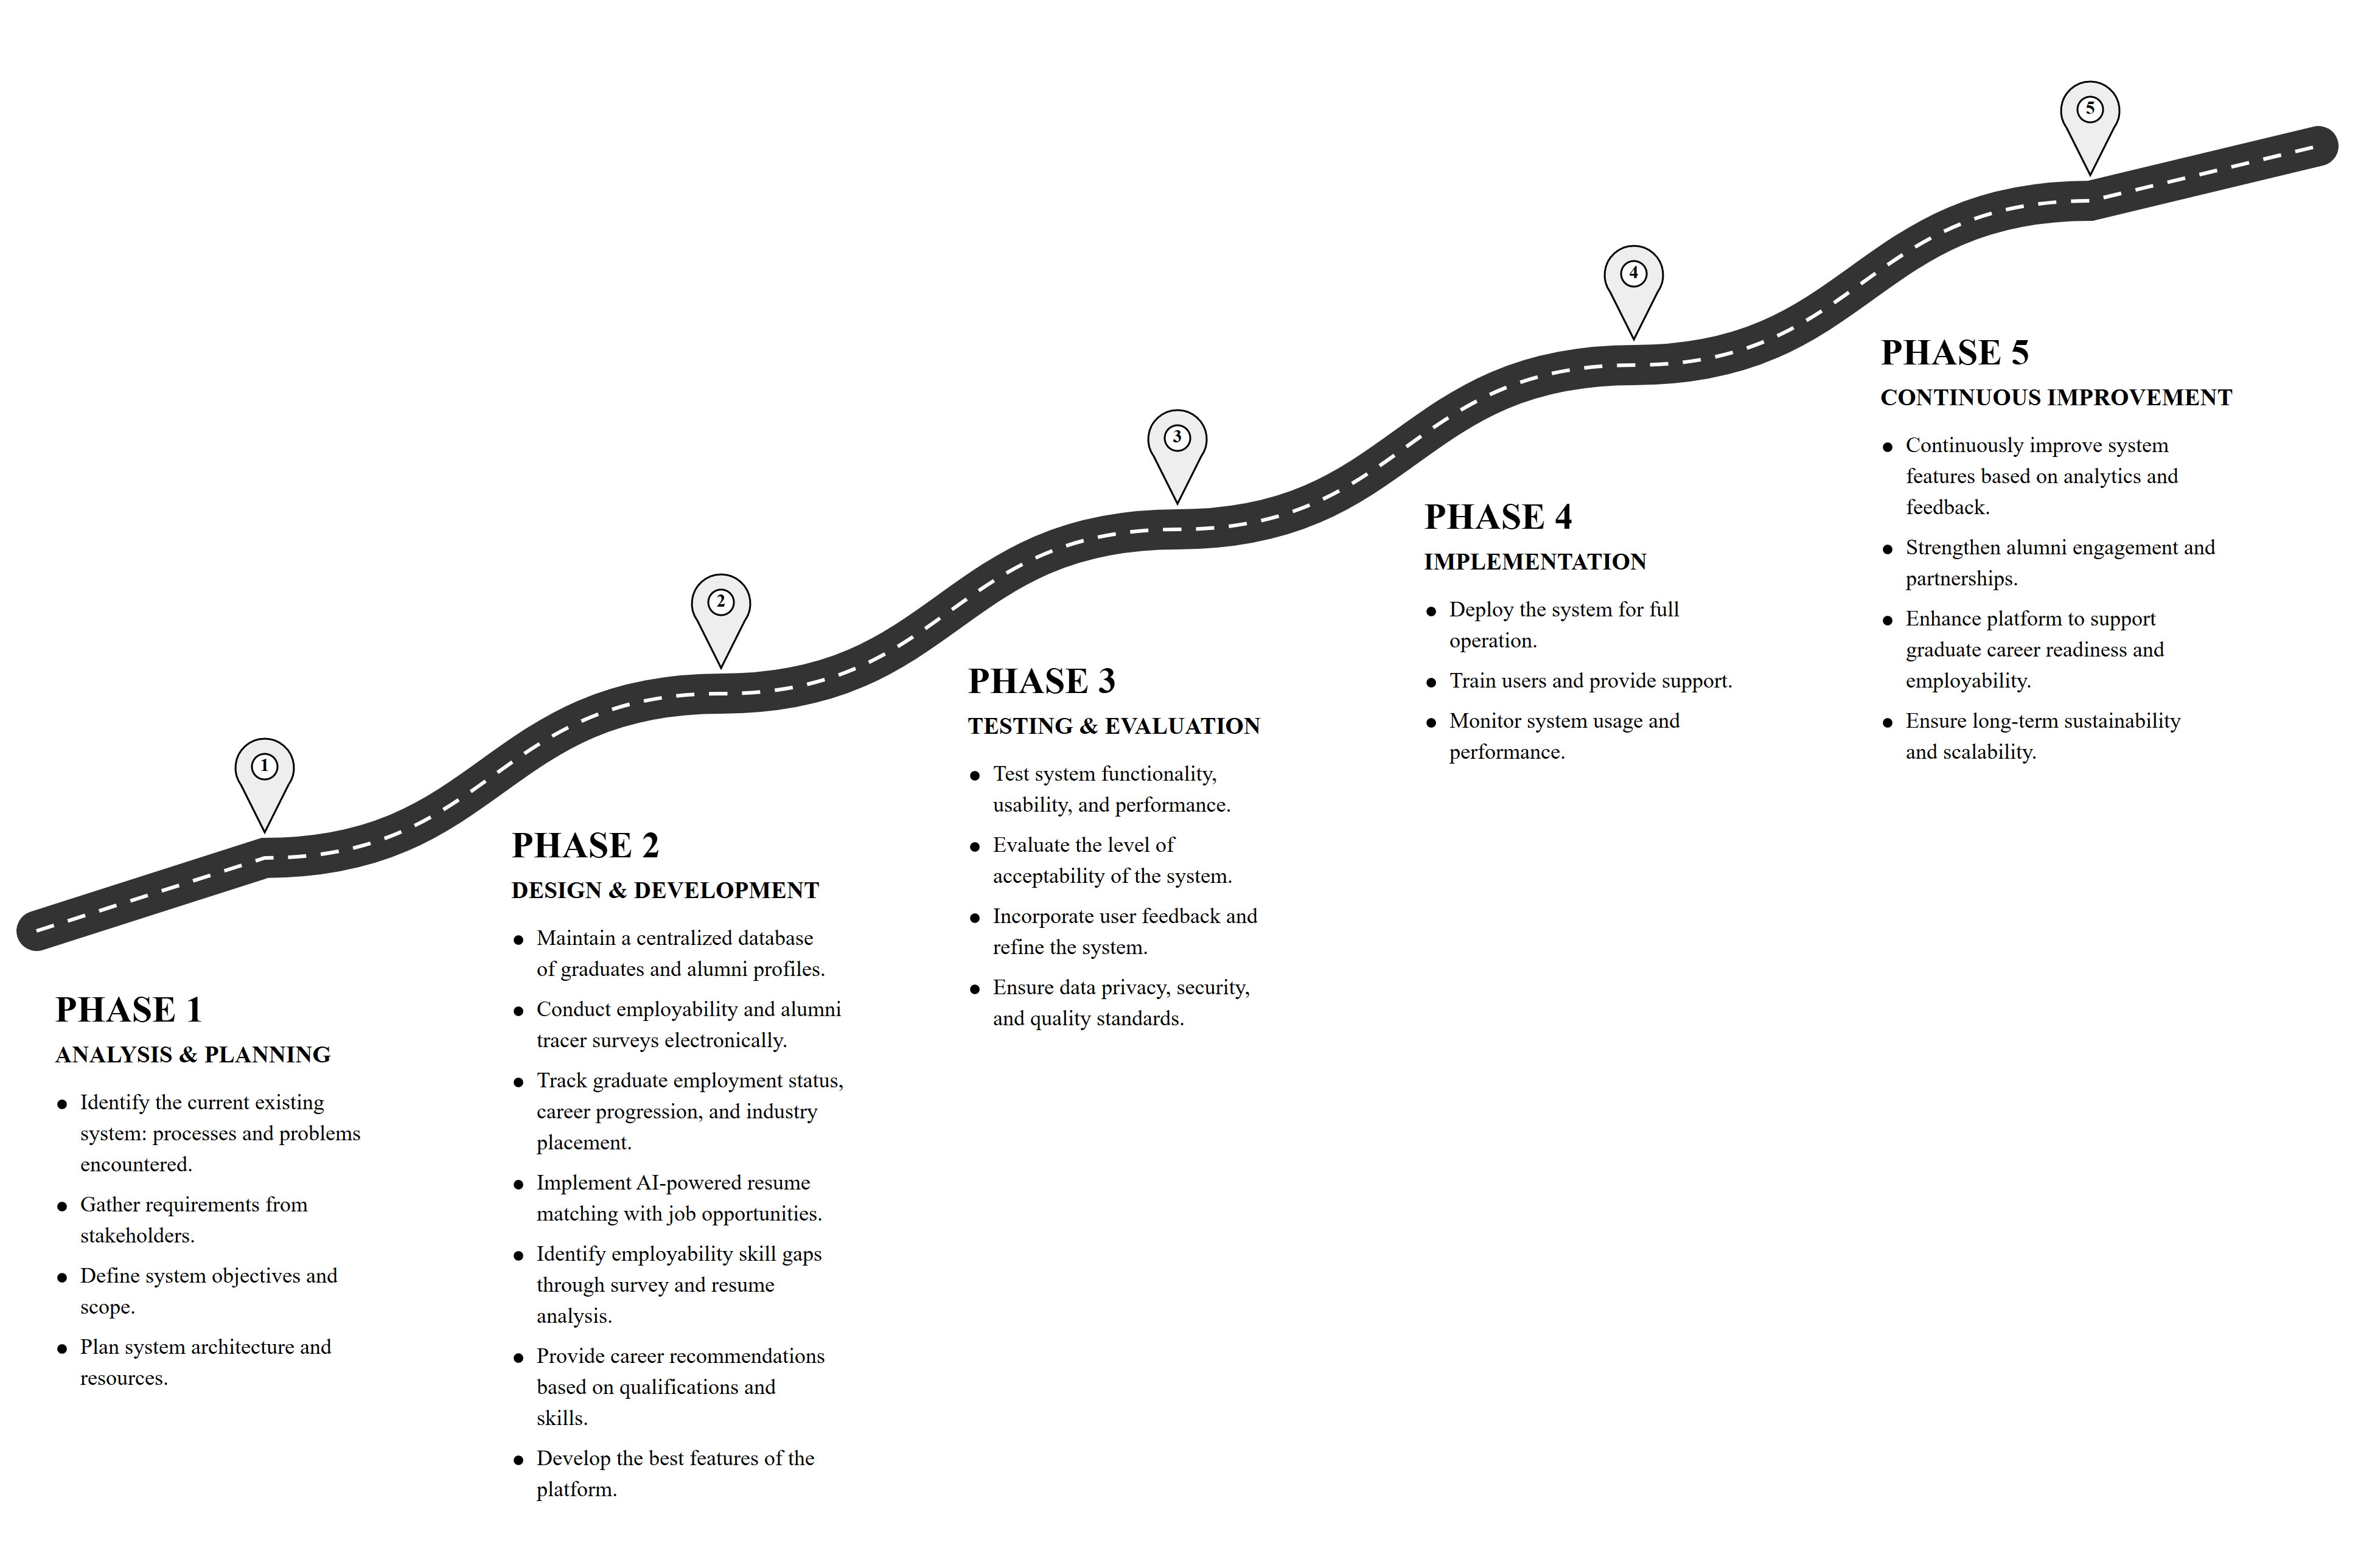 1
PHASE 1
ANALYSIS & PLANNING
● Identify the current existing
system: processes and problems
encountered.
● Gather requirements from
stakeholders.
● Define system objectives and
scope.
● Plan system architecture and
resources.
2
PHASE 2
DESIGN & DEVELOPMENT
● Maintain a centralized database
of graduates and alumni profiles.
● Conduct employability and alumni
tracer surveys electronically.
● Track graduate employment status,
career progression, and industry
placement.
● Implement AI-powered resume
matching with job opportunities.
● Identify employability skill gaps
through survey and resume
analysis.
● Provide career recommendations
based on qualifications and
skills.
● Develop the best features of the
platform.
3
PHASE 3
TESTING & EVALUATION
● Test system functionality,
usability, and performance.
● Evaluate the level of
acceptability of the system.
● Incorporate user feedback and
refine the system.
● Ensure data privacy, security,
and quality standards.
4
PHASE 4
IMPLEMENTATION
● Deploy the system for full
operation.
● Train users and provide support.
● Monitor system usage and
performance.
5
PHASE 5
CONTINUOUS IMPROVEMENT
● Continuously improve system
features based on analytics and
feedback.
● Strengthen alumni engagement and
partnerships.
● Enhance platform to support
graduate career readiness and
employability.
● Ensure long-term sustainability
and scalability.